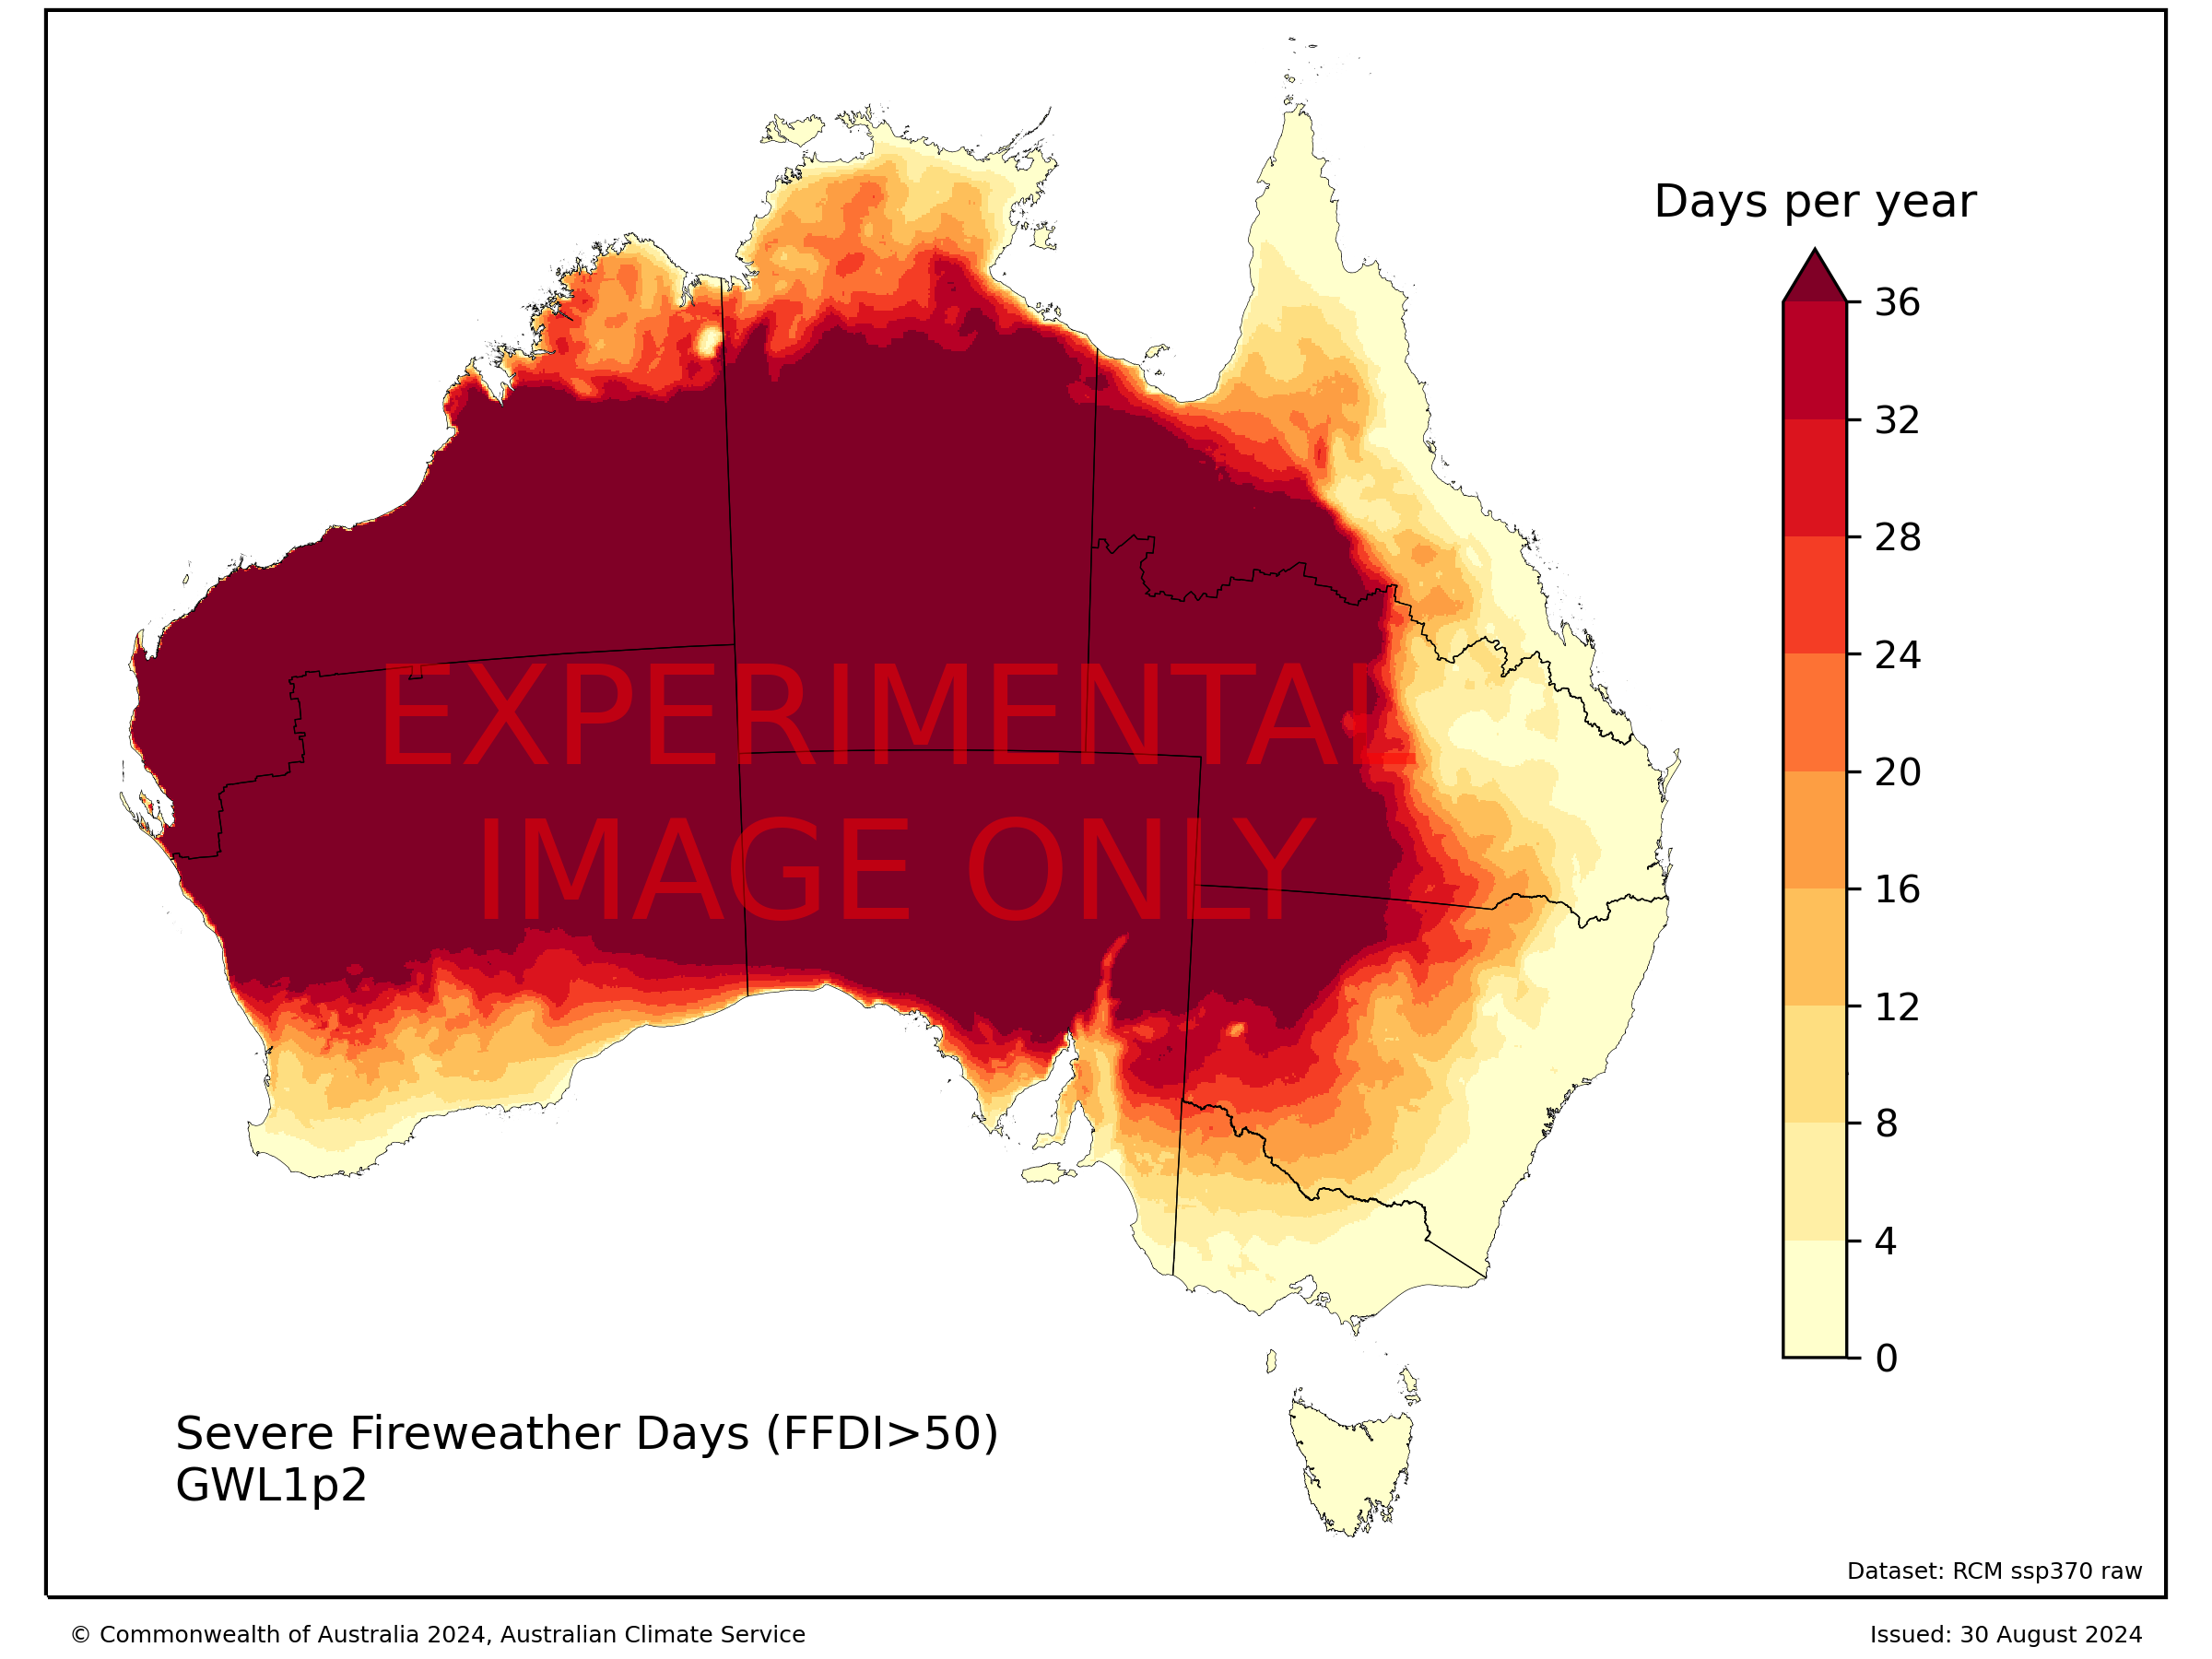 Days per year
36
32
28
24
20
16
12
8
4
0
EXPERIMENTAL
IMAGE ONLY
Severe Fireweather Days (FFDI>50)
GWL1p2
Dataset: RCM ssp370 raw
© Commonwealth of Australia 2024, Australian Climate Service
Issued: 30 August 2024